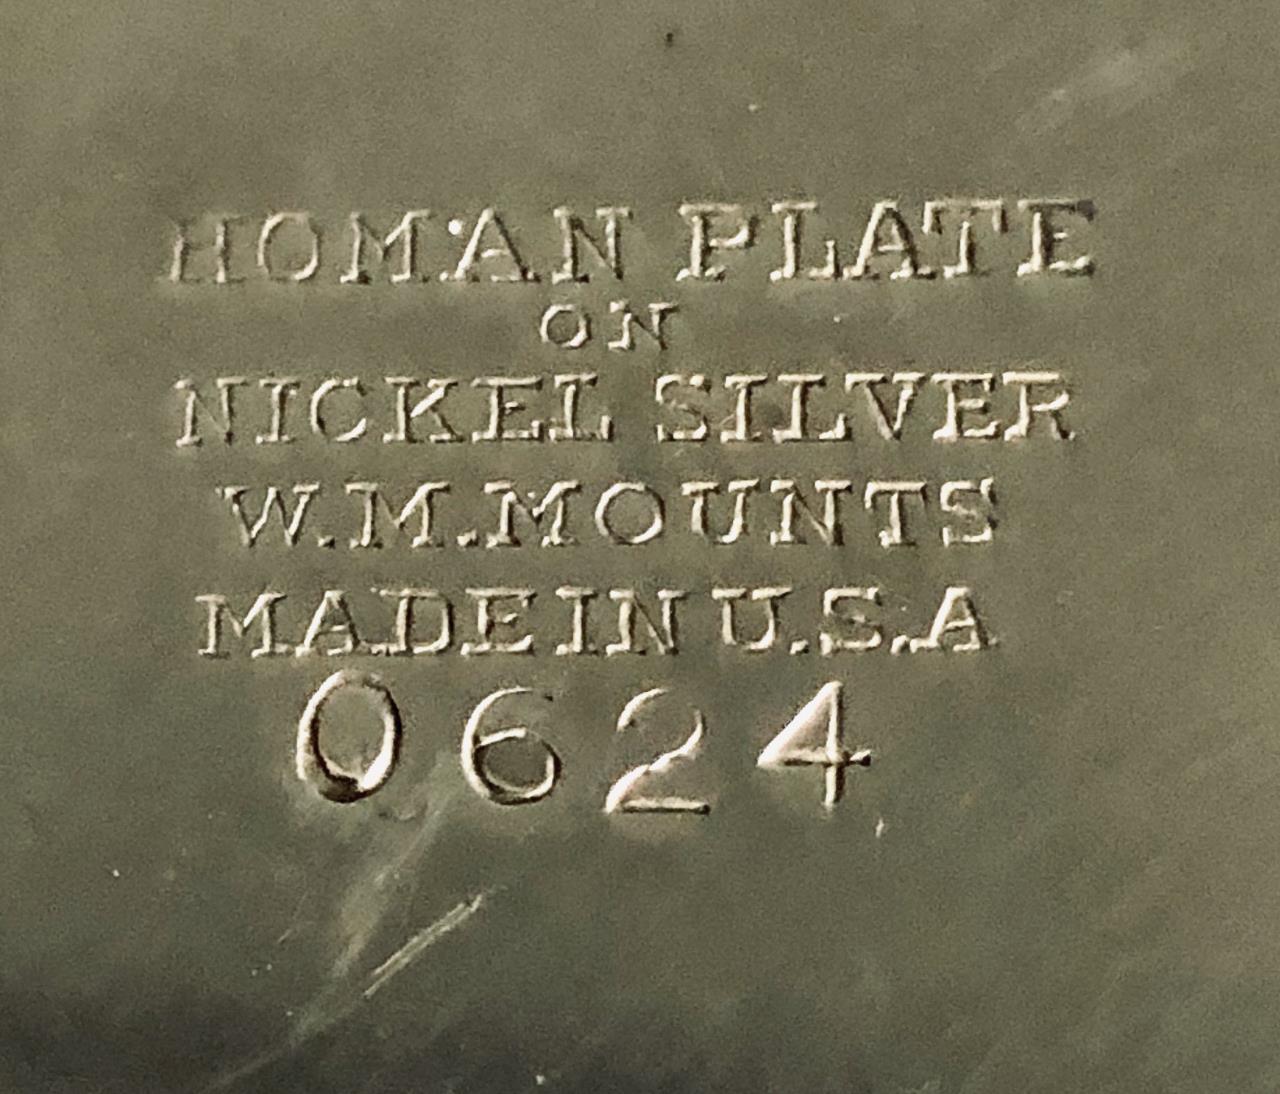 HOMAN PLATE
ON
NICKEL SILVER
W.M.MOUNTS
MADE IN U.S.A
0624